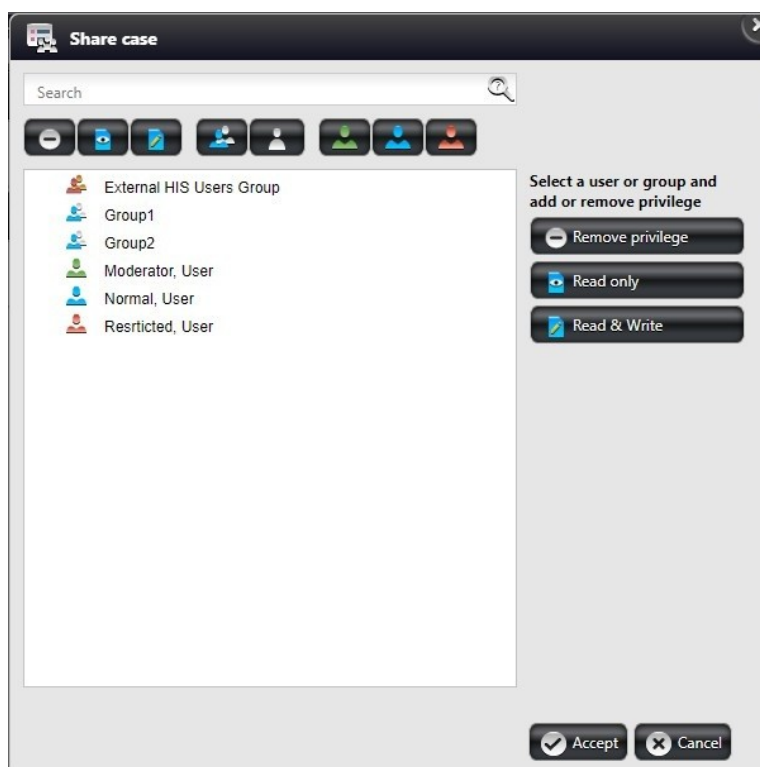 Share case
Search
External HIS Users Group
Group1
Group2
Moderator, User
Normal, User
Resrticted, User
Select a user or group and
add or remove privilege
Remove privilege
Read only
Read & Write
Accept
Cancel